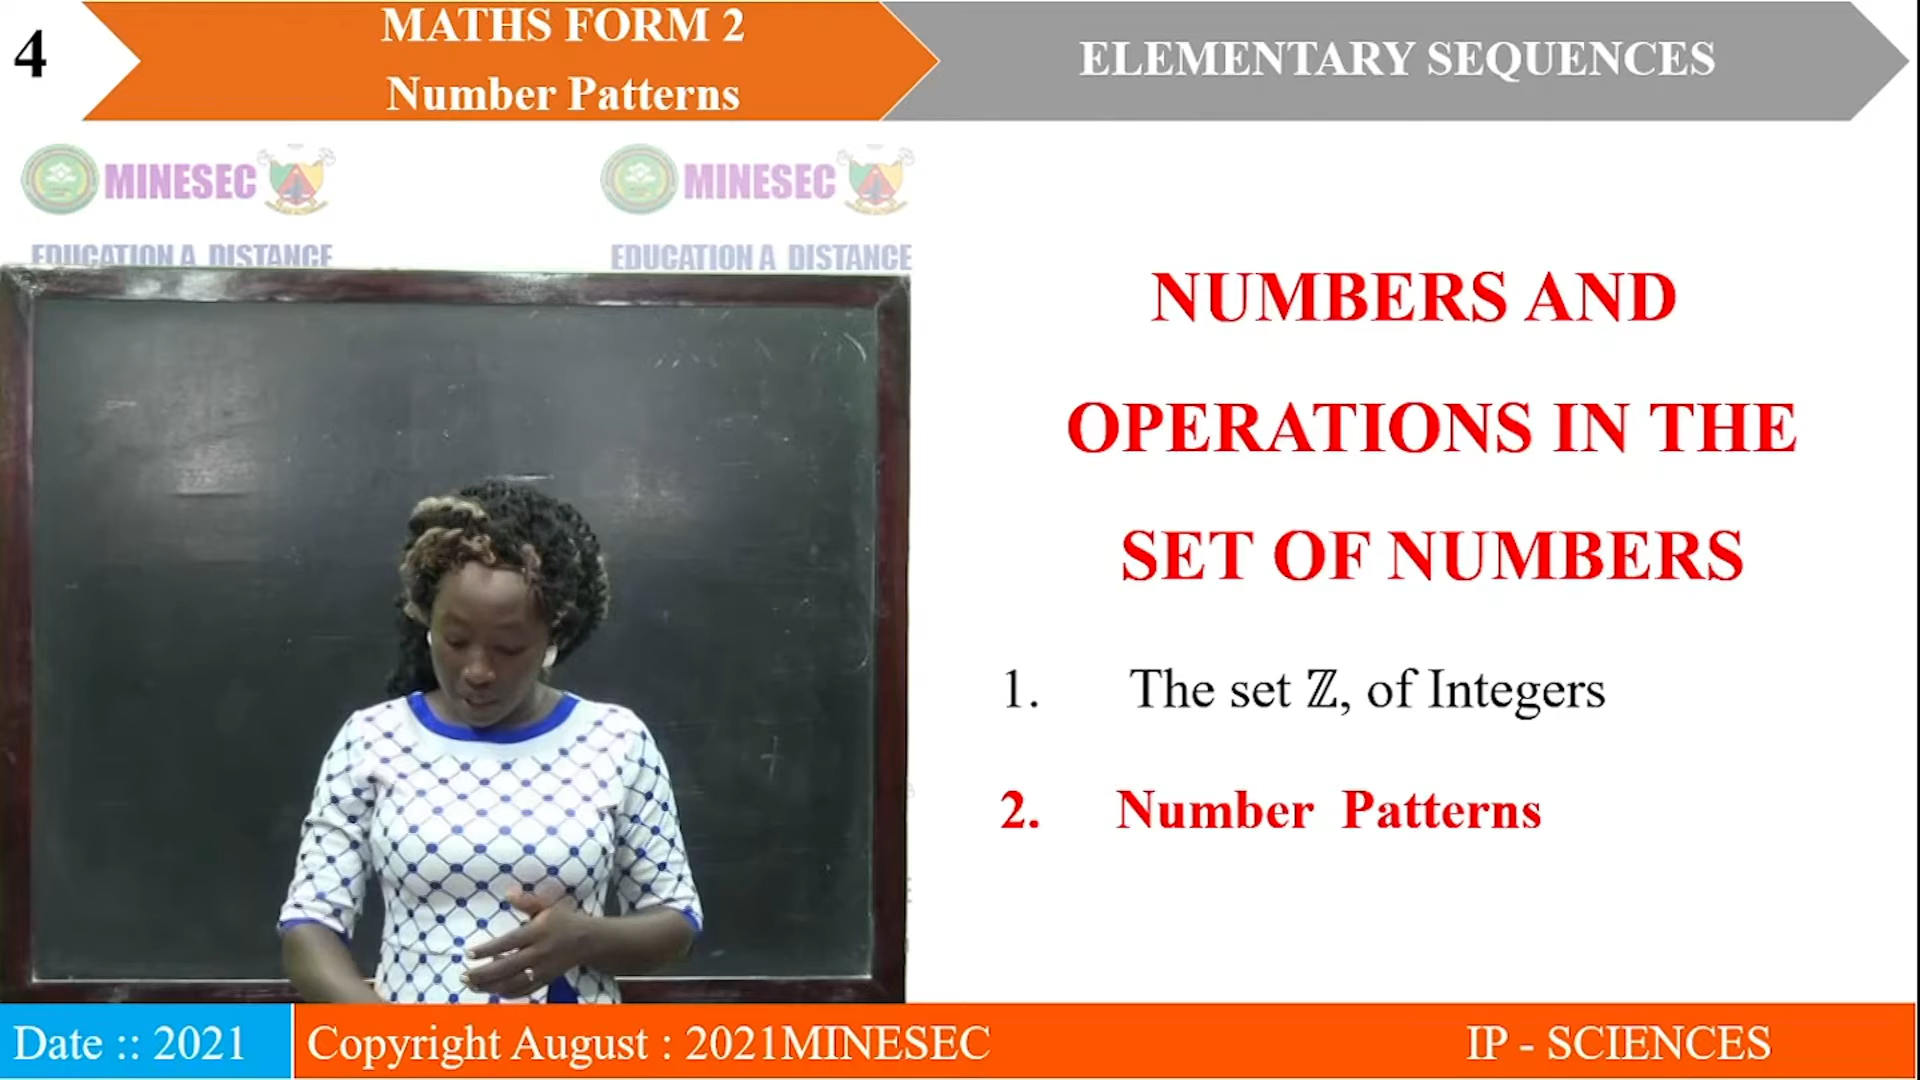 4
MATHS FORM 2
Number Patterns
ELEMENTARY SEQUENCES
MINESEC
MINESEC
EDUCATION A DISTANCE
EDUCATION A DISTANCE
NUMBERS AND
OPERATIONS IN THE
SET OF NUMBERS
1. The set ℤ, of Integers
2. Number Patterns
Date :: 2021
Copyright August : 2021MINESEC
IP - SCIENCES